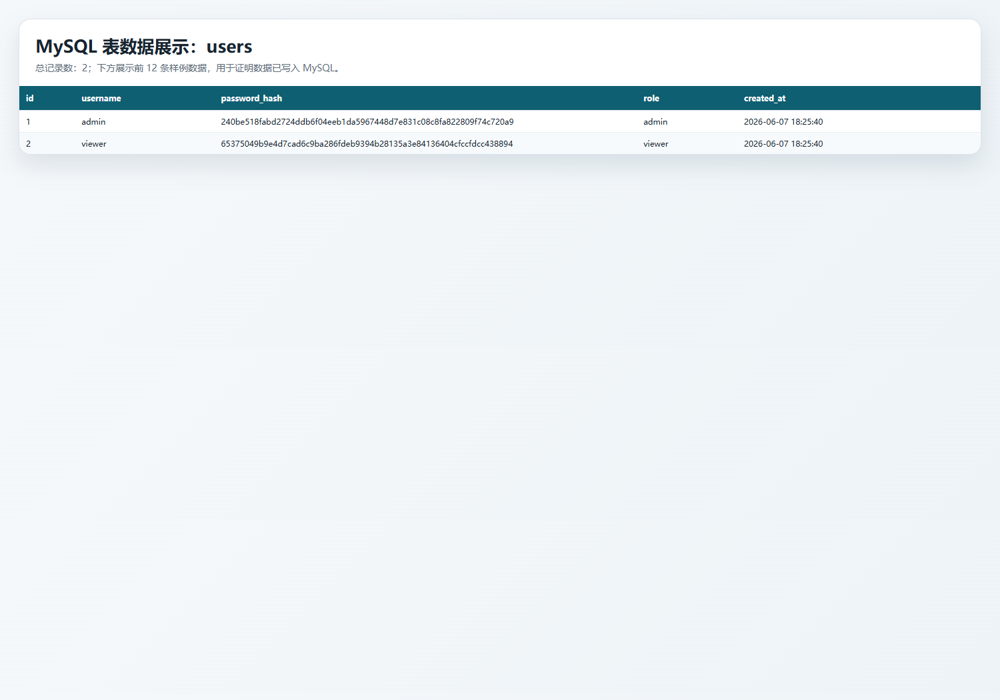 MySQL 表数据展示：users
总记录数：2；下方展示前 12 条样例数据，用于证明数据已写入 MySQL。
id username password_hash role created_at
1 admin 240be518fabd2724ddb6f04eeb1da5967448d7e831c08c8fa822809f74c720a9 admin 2026-06-07 18:25:40
2 viewer 65375049b9e4d7cad6c9ba286fdeb9394b28135a3e84136404cfccfdcc438894 viewer 2026-06-07 18:25:40